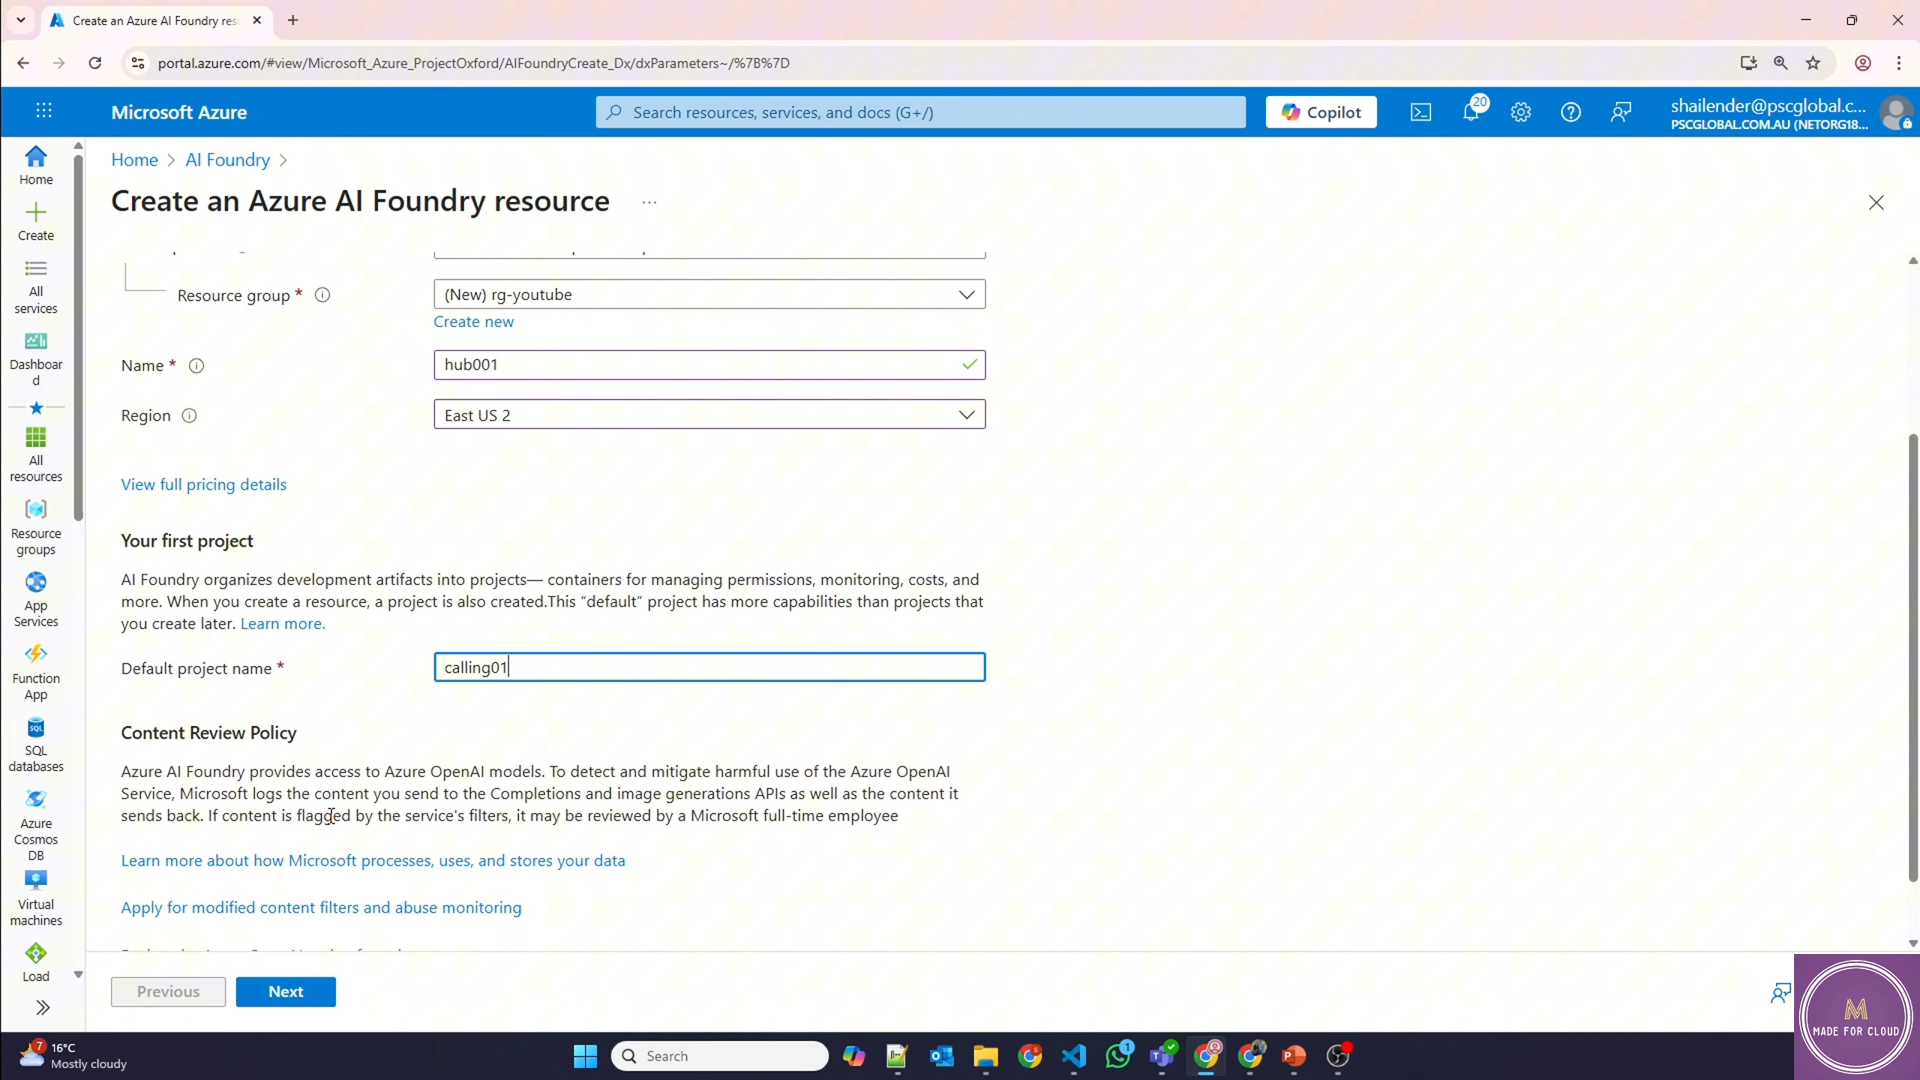 Create an Azure AI Foundry res
portal.azure.com/#view/Microsoft_Azure_ProjectOxford/AIFoundryCreate_Dx/dxParameters~/%7B%7D
Microsoft Azure
Search resources, services, and docs (G+/)
Copilot
20
shailender@pscglobal.c...
PSCGLOBAL.COM.AU (NETORG18...
Home
Create
All
services
Dashboar
d
All
resources
Resource
groups
App
Services
Function
App
SQL
SQL
databases
Azure
Cosmos
DB
Virtual
machines
Load
Home > AI Foundry >
Create an Azure AI Foundry resource ...
Resource group *
(New) rg-youtube
Create new
Name *
hub001
Region
East US 2
View full pricing details
Your first project
AI Foundry organizes development artifacts into projects— containers for managing permissions, monitoring, costs, and
more. When you create a resource, a project is also created.This “default” project has more capabilities than projects that
you create later. Learn more.
Default project name *
calling01
Content Review Policy
Azure AI Foundry provides access to Azure OpenAI models. To detect and mitigate harmful use of the Azure OpenAI
Service, Microsoft logs the content you send to the Completions and image generations APIs as well as the content it
sends back. If content is flagged by the service's filters, it may be reviewed by a Microsoft full-time employee
Learn more about how Microsoft processes, uses, and stores your data
Apply for modified content filters and abuse monitoring
Previous
Next
M
MADE FOR CLOUD
7
16°C
Mostly cloudy
Search
1